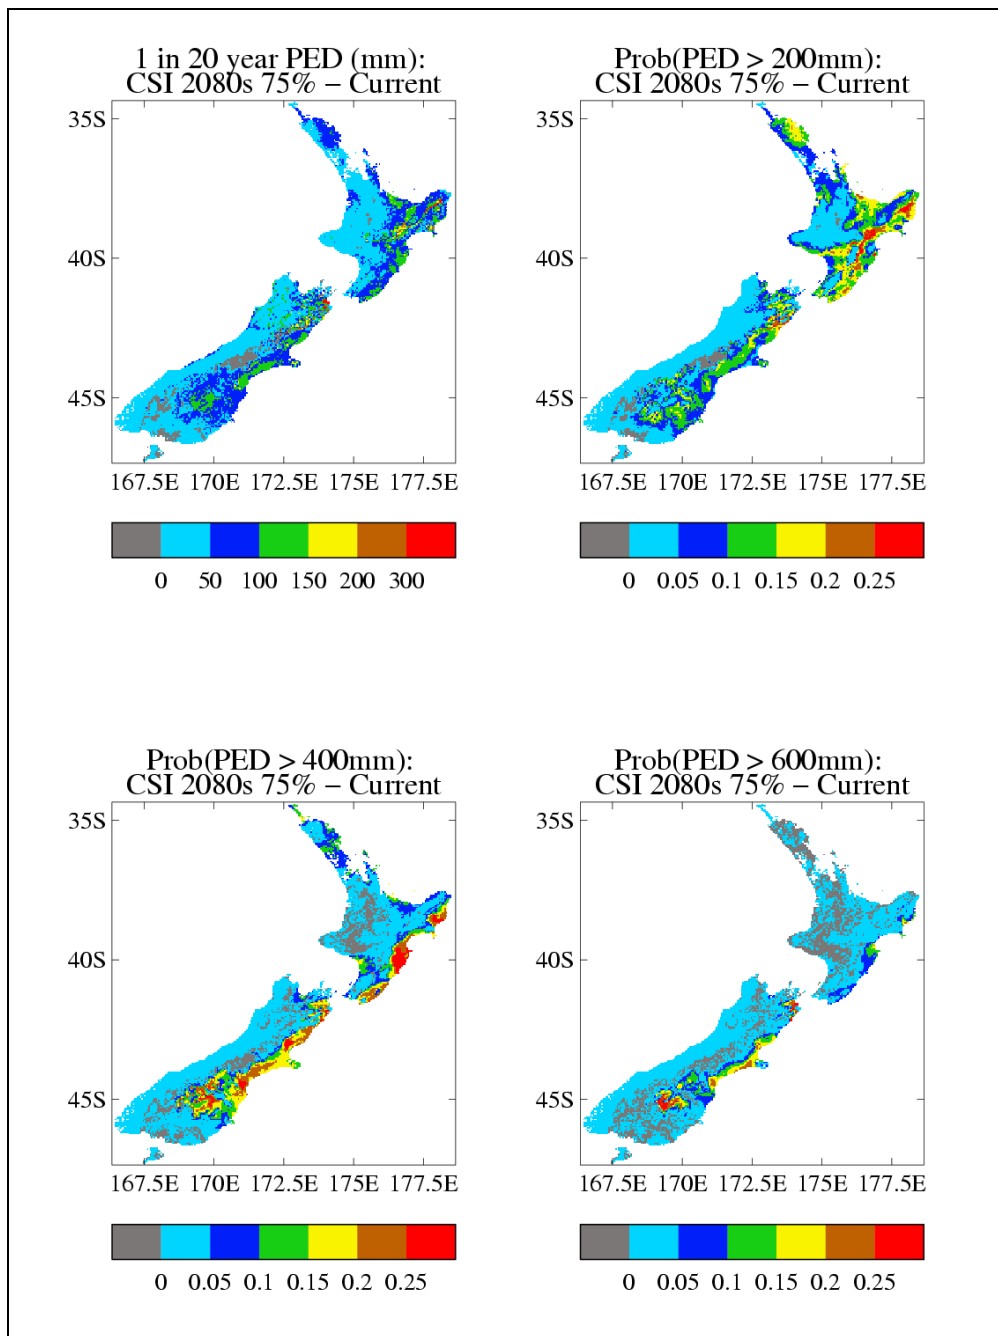 1 in 20 year PED (mm):
CSI 2080s 75% − Current
35S
40S
45S
167.5E 170E 172.5E 175E 177.5E
0 50 100 150 200 300
Prob(PED > 200mm):
CSI 2080s 75% − Current
35S
40S
45S
167.5E 170E 172.5E 175E 177.5E
0 0.05 0.1 0.15 0.2 0.25
Prob(PED > 400mm):
CSI 2080s 75% − Current
35S
40S
45S
167.5E 170E 172.5E 175E 177.5E
0 0.05 0.1 0.15 0.2 0.25
Prob(PED > 600mm):
CSI 2080s 75% − Current
35S
40S
45S
167.5E 170E 172.5E 175E 177.5E
0 0.05 0.1 0.15 0.2 0.25